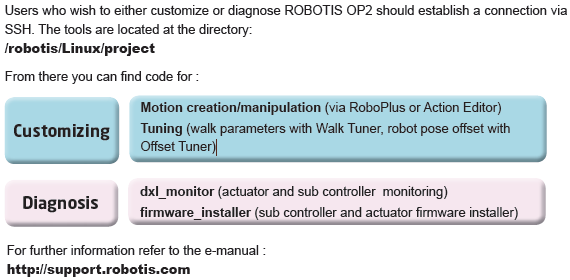 Users who wish to either customize or diagnose ROBOTIS OP2 should establish a connection via
SSH. The tools are located at the directory:
/robotis/Linux/project
From there you can find code for :
Customizing
Motion creation/manipulation (via RoboPlus or Action Editor)
Tuning (walk parameters with Walk Tuner, robot pose offset with
Offset Tuner)
Diagnosis
dxl_monitor (actuator and sub controller monitoring)
firmware_installer (sub controller and actuator firmware installer)
For further information refer to the e-manual :
http://support.robotis.com